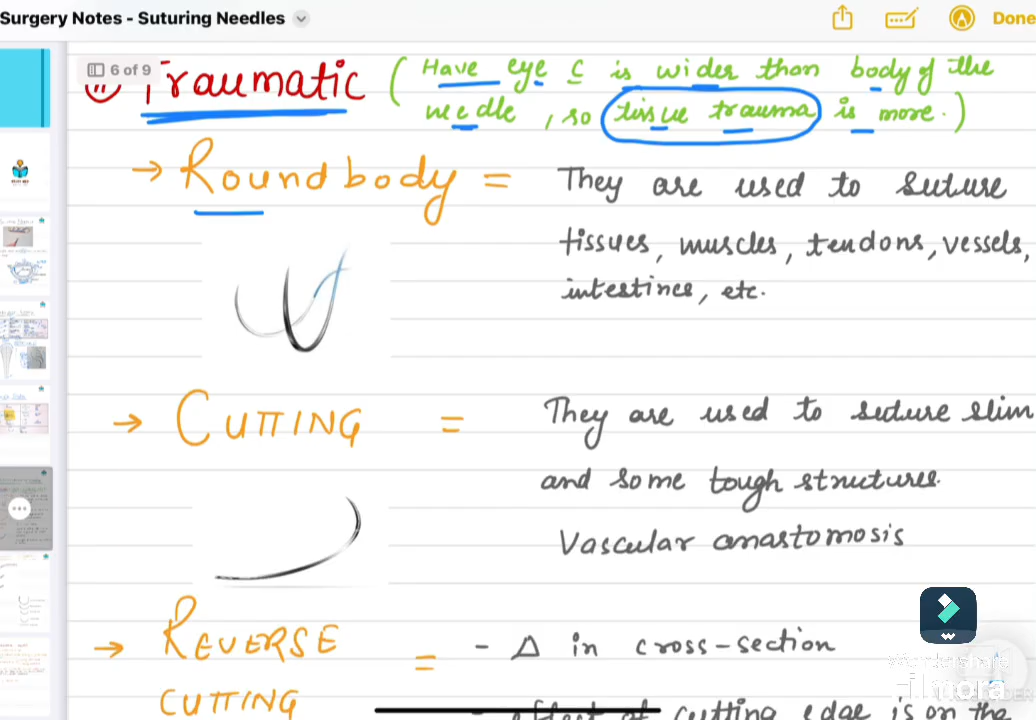 Surgery Notes - Suturing Needles
Done
6 of 9
Traumatic ( Have eye c̲ is wider than body of the
needle, so tissue trauma is more.)
→ Round body = They are used to suture
tissues, muscles, tendons, vessels,
intestines, etc.
→ CUTTING = They are used to suture slim
and some tough structures.
Vascular anastomosis
→ REVERSE = - Δ in cross-section
CUTTING
cutting edge is on the
Wondershare
Filmora